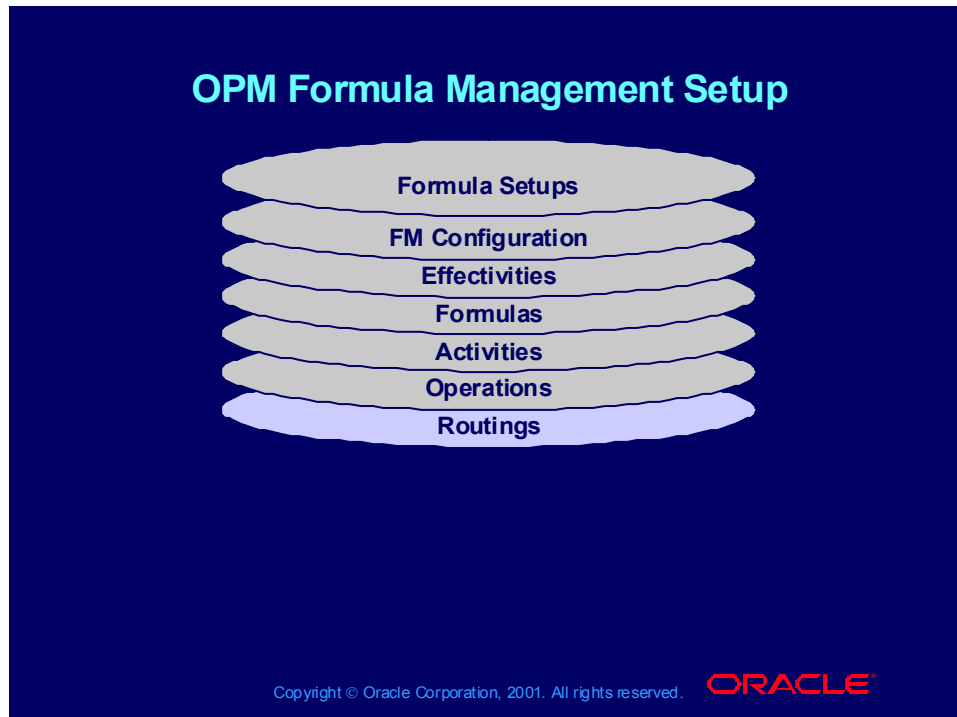 OPM Formula Management Setup
Formula Setups
FM Configuration
Effectivities
Formulas
Activities
Operations
Routings
Copyright © Oracle Corporation, 2001. All rights reserved.
ORACLE®